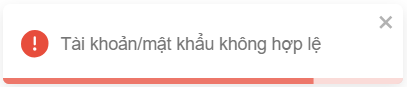 Tài khoản/mật khẩu không hợp lệ